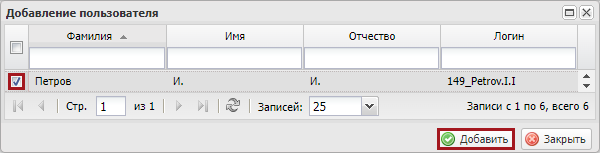 Добавление пользователя
Фамилия Имя Отчество Логин
Петров И. И. 149_Petrov.I.I
Стр. 1 из 1 Записей: 25 Записи с 1 по 6, всего 6
Добавить Закрыть